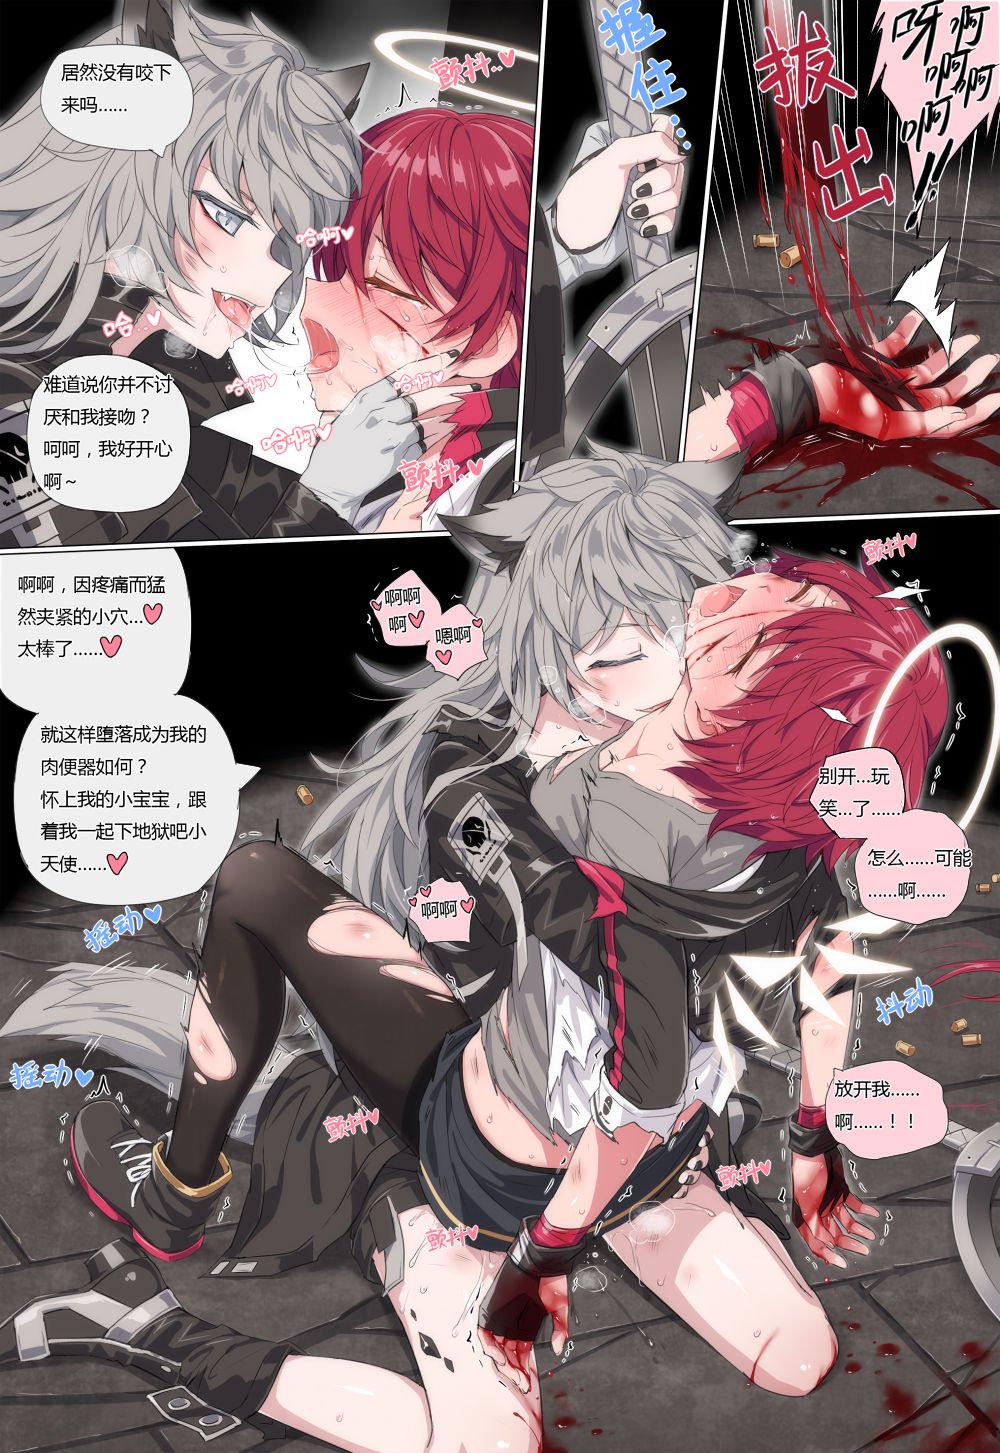 居然没有咬下
来吗……
颤抖..♥
哈啊♥
哈..♥
难道说你并不讨
厌和我接吻？
呵呵，我好开心
啊～
哈啊♥
哈啊♥
哈啊♥
颤抖..♥
握
住…
拔
出
呀啊
啊啊
啊啊!!
啊啊，因疼痛而猛
然夹紧的小穴…♥
太棒了……♥
就这样堕落成为我的
肉便器如何？
怀上我的小宝宝，跟
着我一起下地狱吧小
天使……♥
啊啊
啊♥
嗯啊
颤抖♥
别开…玩
笑…了……
怎么……可能
……啊……
啊啊
摇动♥
摇动♥
抖动
放开我……
啊……！！
颤抖♥
颤抖♥
颤抖♥